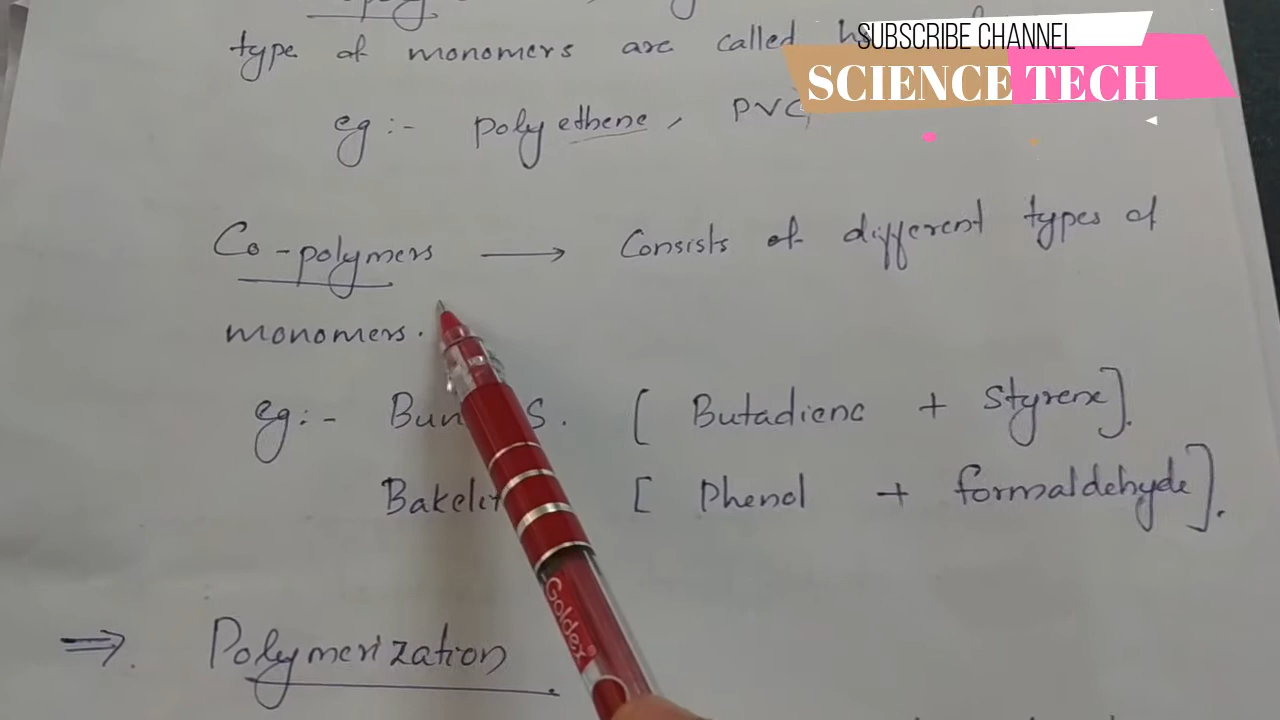 type of monomers are called
eg :- polyethene, PVC,
Co-polymers → Consists of different types of
monomers.
eg :- S. [ Butadiene + Styrene ].
[ Phenol + formaldehyde ].
⇒ Polymerization
SUBSCRIBE CHANNEL
SCIENCE TECH
Goldex